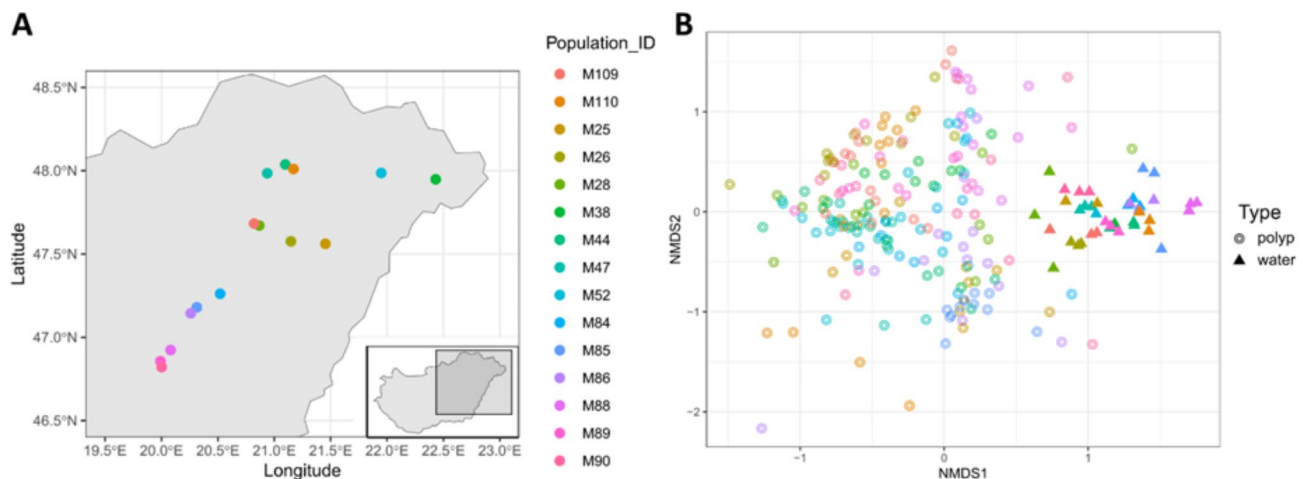 A
Population_ID
M109
M110
M25
M26
M28
M38
M44
M47
M52
M84
M85
M86
M88
M89
M90
48.5°N
48.0°N
47.5°N
47.0°N
46.5°N
Latitude
19.5°E 20.0°E 20.5°E 21.0°E 21.5°E 22.0°E 22.5°E 23.0°E
Longitude
B
1
0
−1
−2
NMDS2
−1 0 1
NMDS1
Type
polyp
water